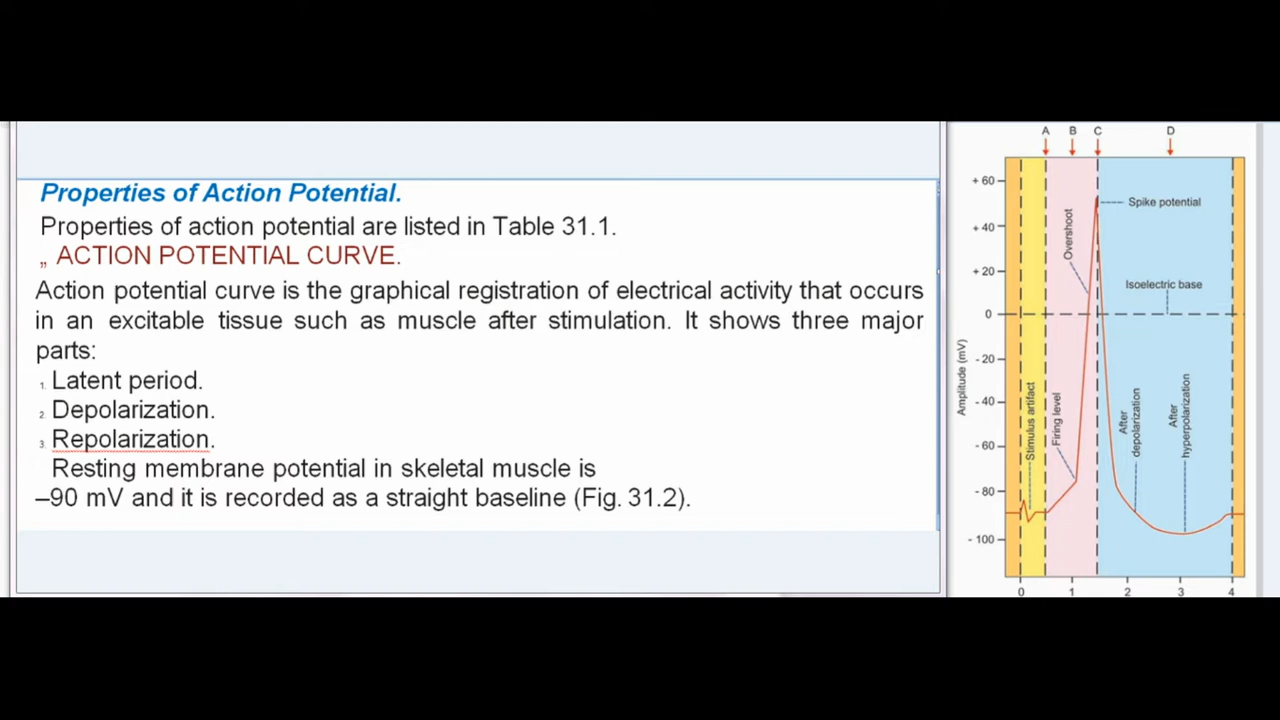 Properties of Action Potential.
Properties of action potential are listed in Table 31.1.
„ ACTION POTENTIAL CURVE.
Action potential curve is the graphical registration of electrical activity that occurs
in an excitable tissue such as muscle after stimulation. It shows three major
parts:
1. Latent period.
2. Depolarization.
3. Repolarization.
Resting membrane potential in skeletal muscle is
–90 mV and it is recorded as a straight baseline (Fig. 31.2).
A B C D
+ 60
+ 40
+ 20
0
- 20
- 40
- 60
- 80
- 100
Amplitude (mV)
Spike potential
Overshoot
Isoelectric base
Stimulus artifact
Firing level
After
depolarization
After
hyperpolarization
0 1 2 3 4